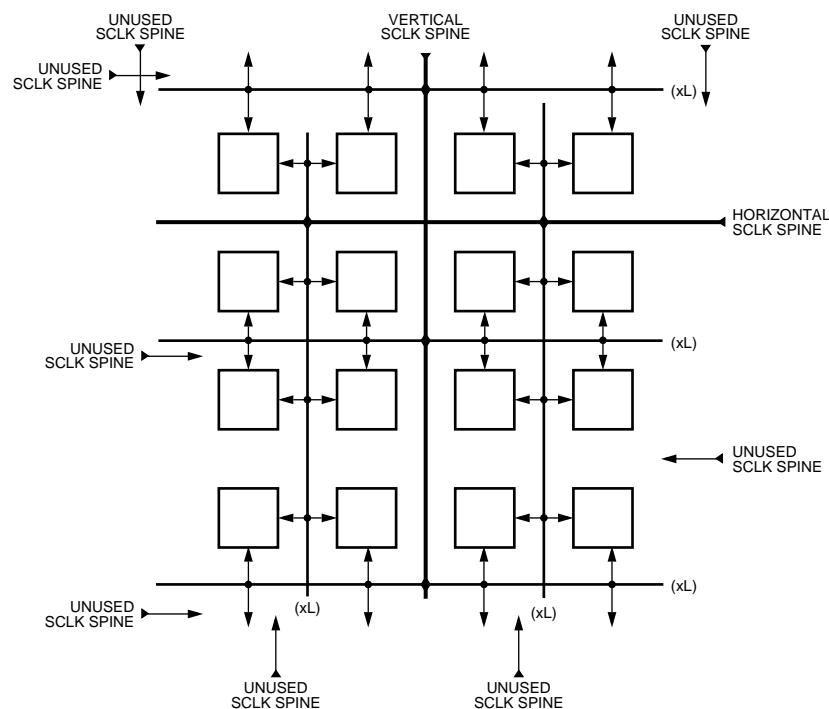 UNUSED
SCLK SPINE
VERTICAL
SCLK SPINE
UNUSED
SCLK SPINE
UNUSED
SCLK SPINE
(xL)
HORIZONTAL
SCLK SPINE
UNUSED
SCLK SPINE
(xL)
UNUSED
SCLK SPINE
(xL)
UNUSED
SCLK SPINE
(xL)
(xL)
UNUSED
SCLK SPINE
UNUSED
SCLK SPINE